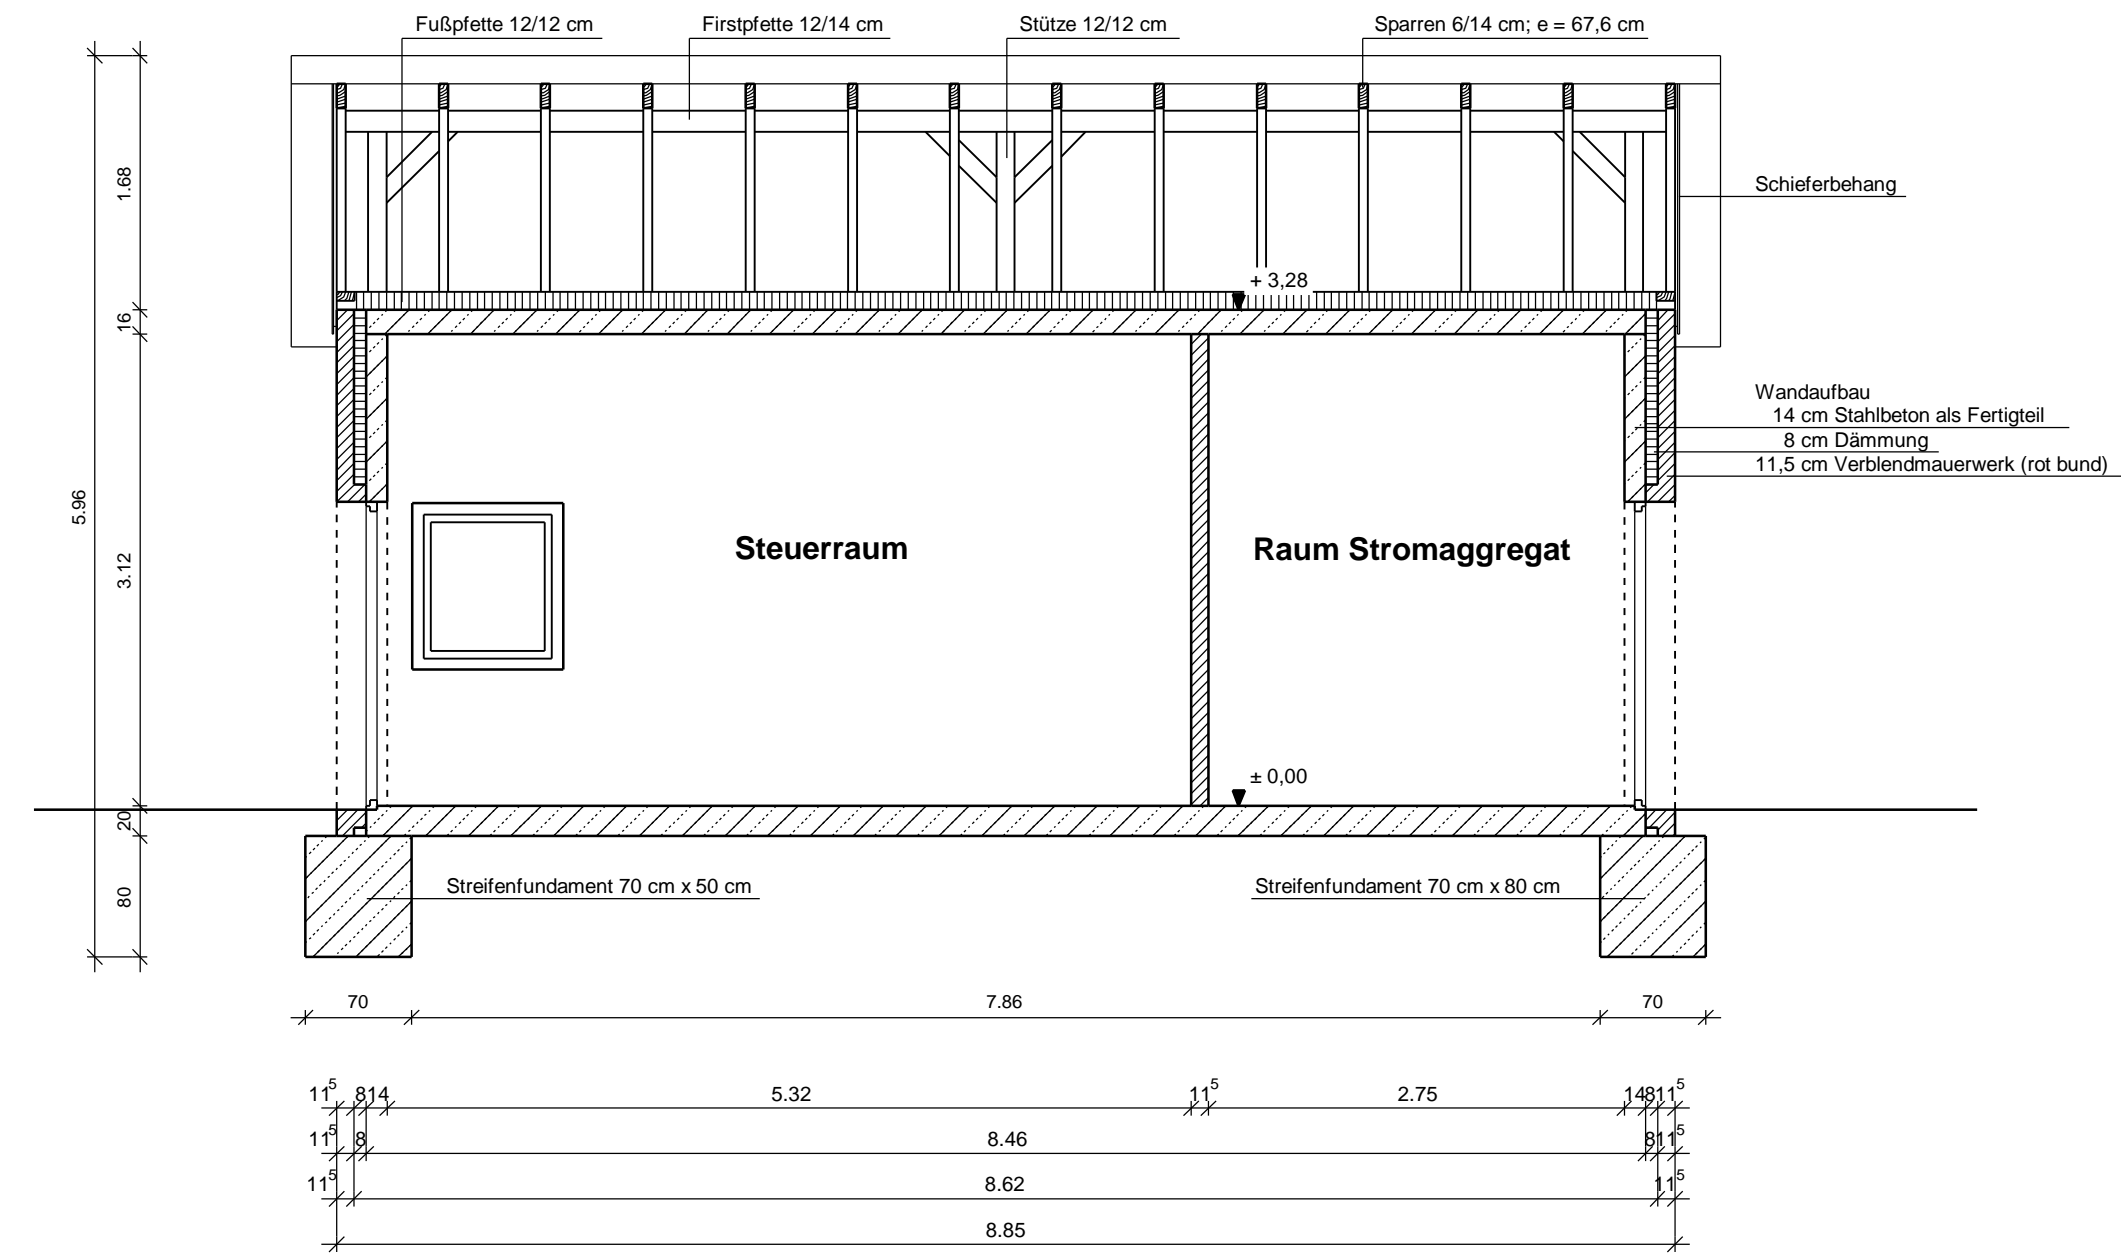 Fußpfette 12/12 cm
Firstpfette 12/14 cm
Stütze 12/12 cm
Sparren 6/14 cm; e = 67,6 cm
1.68
Schieferbehang
+ 3,28
16
Wandaufbau
14 cm Stahlbeton als Fertigteil
8 cm Dämmung
11,5 cm Verblendmauerwerk (rot bund)
5.96
3.12
Steuerraum
Raum Stromaggregat
± 0,00
20
80
Streifenfundament 70 cm x 50 cm
Streifenfundament 70 cm x 80 cm
70
7.86
70
11⁵ 8 14 5.32 11⁵ 2.75 14 8 11⁵
11⁵ 8 8.46 8 11⁵
11⁵ 8.62 11⁵
8.85